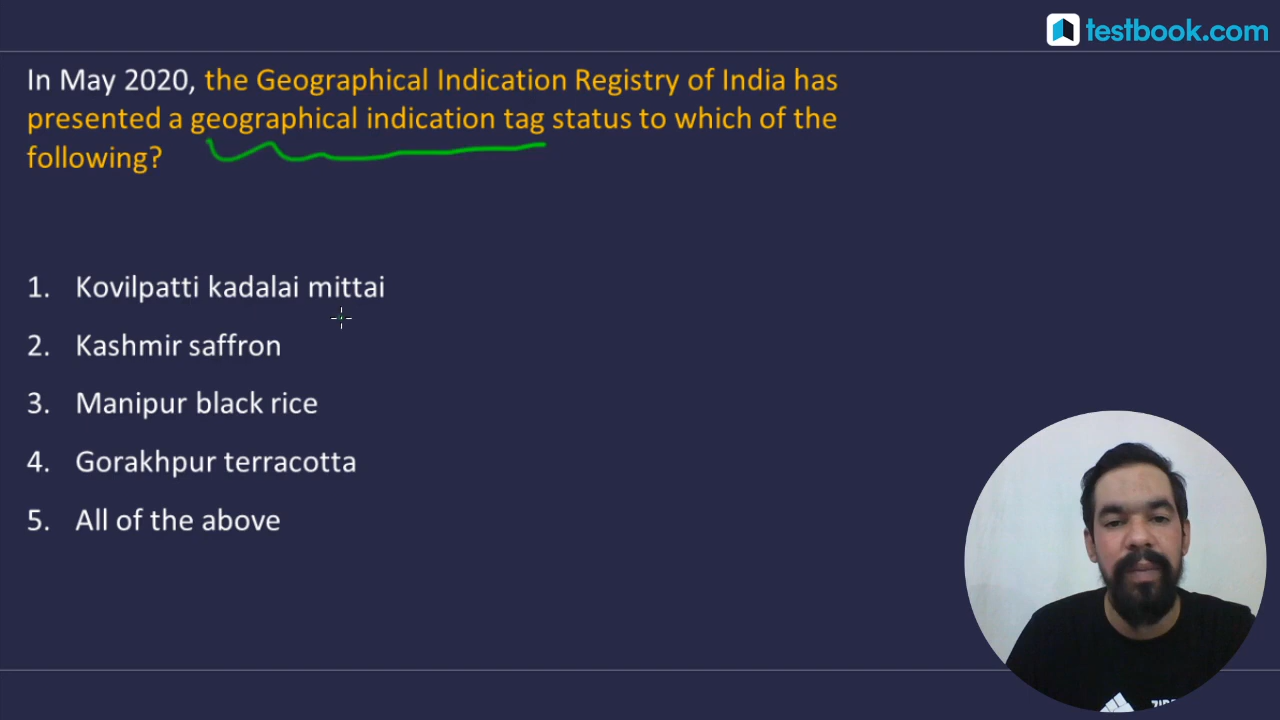 testbook.com
In May 2020, the Geographical Indication Registry of India has
presented a geographical indication tag status to which of the
following?
1. Kovilpatti kadalai mittai
2. Kashmir saffron
3. Manipur black rice
4. Gorakhpur terracotta
5. All of the above